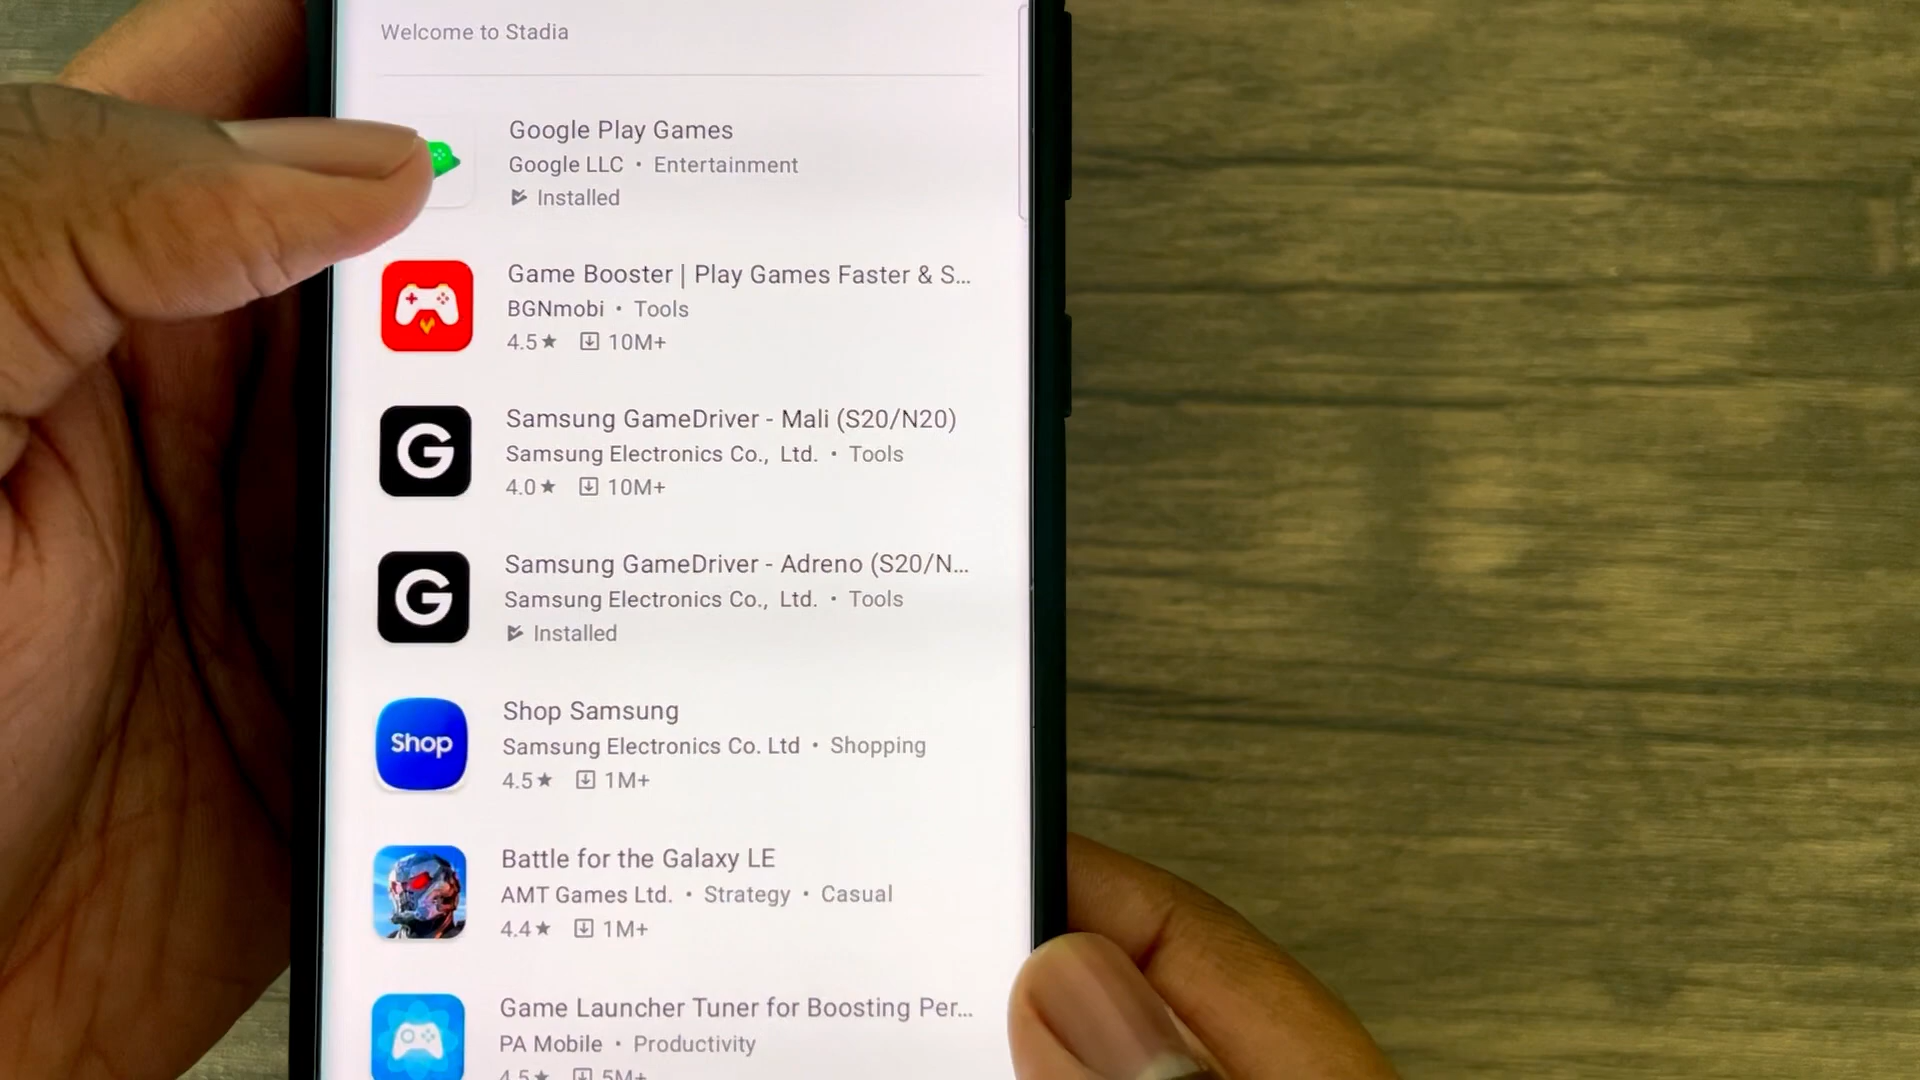 Welcome to Stadia
Google Play Games
Google LLC • Entertainment
Installed
Game Booster | Play Games Faster & S...
BGNmobi • Tools
4.5★ 10M+
G
Samsung GameDriver - Mali (S20/N20)
Samsung Electronics Co., Ltd. • Tools
4.0★ 10M+
G
Samsung GameDriver - Adreno (S20/N...
Samsung Electronics Co., Ltd. • Tools
Installed
Shop
Shop Samsung
Samsung Electronics Co. Ltd • Shopping
4.5★ 1M+
Battle for the Galaxy LE
AMT Games Ltd. • Strategy • Casual
4.4★ 1M+
Game Launcher Tuner for Boosting Per...
PA Mobile • Productivity
4.5★ 5M+